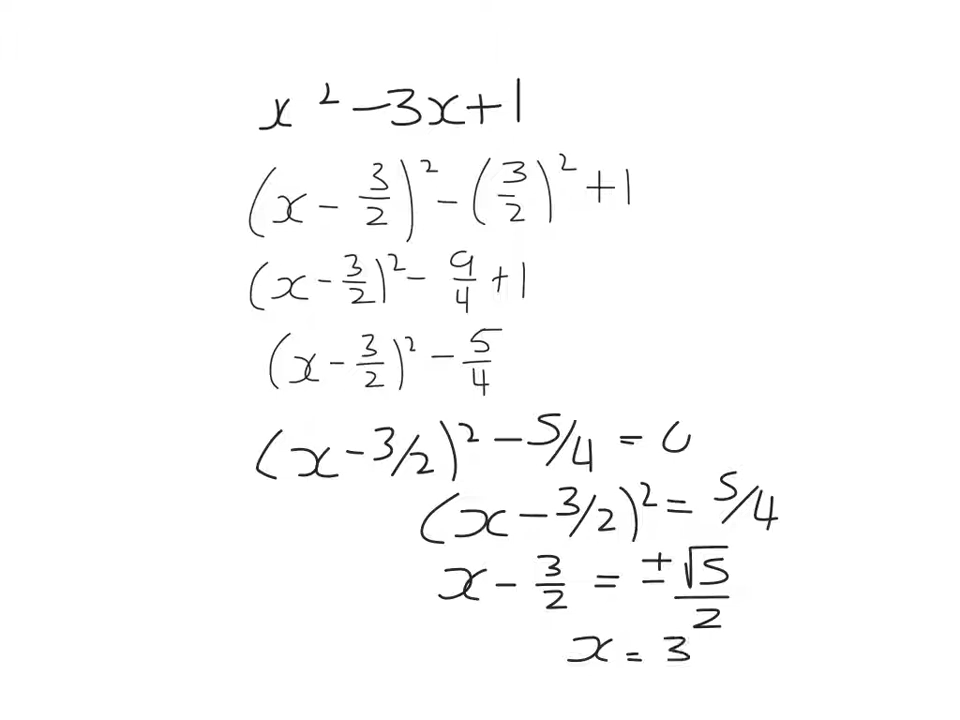 x² -3x+1
(x - 3/2)² - (3/2)² +1
(x - 3/2)² - 9/4 + 1
(x - 3/2)² - 5/4
(x - 3/2)² - 5/4 = 0
(x - 3/2)² = 5/4
x - 3/2 = ± √5/2
x = 3